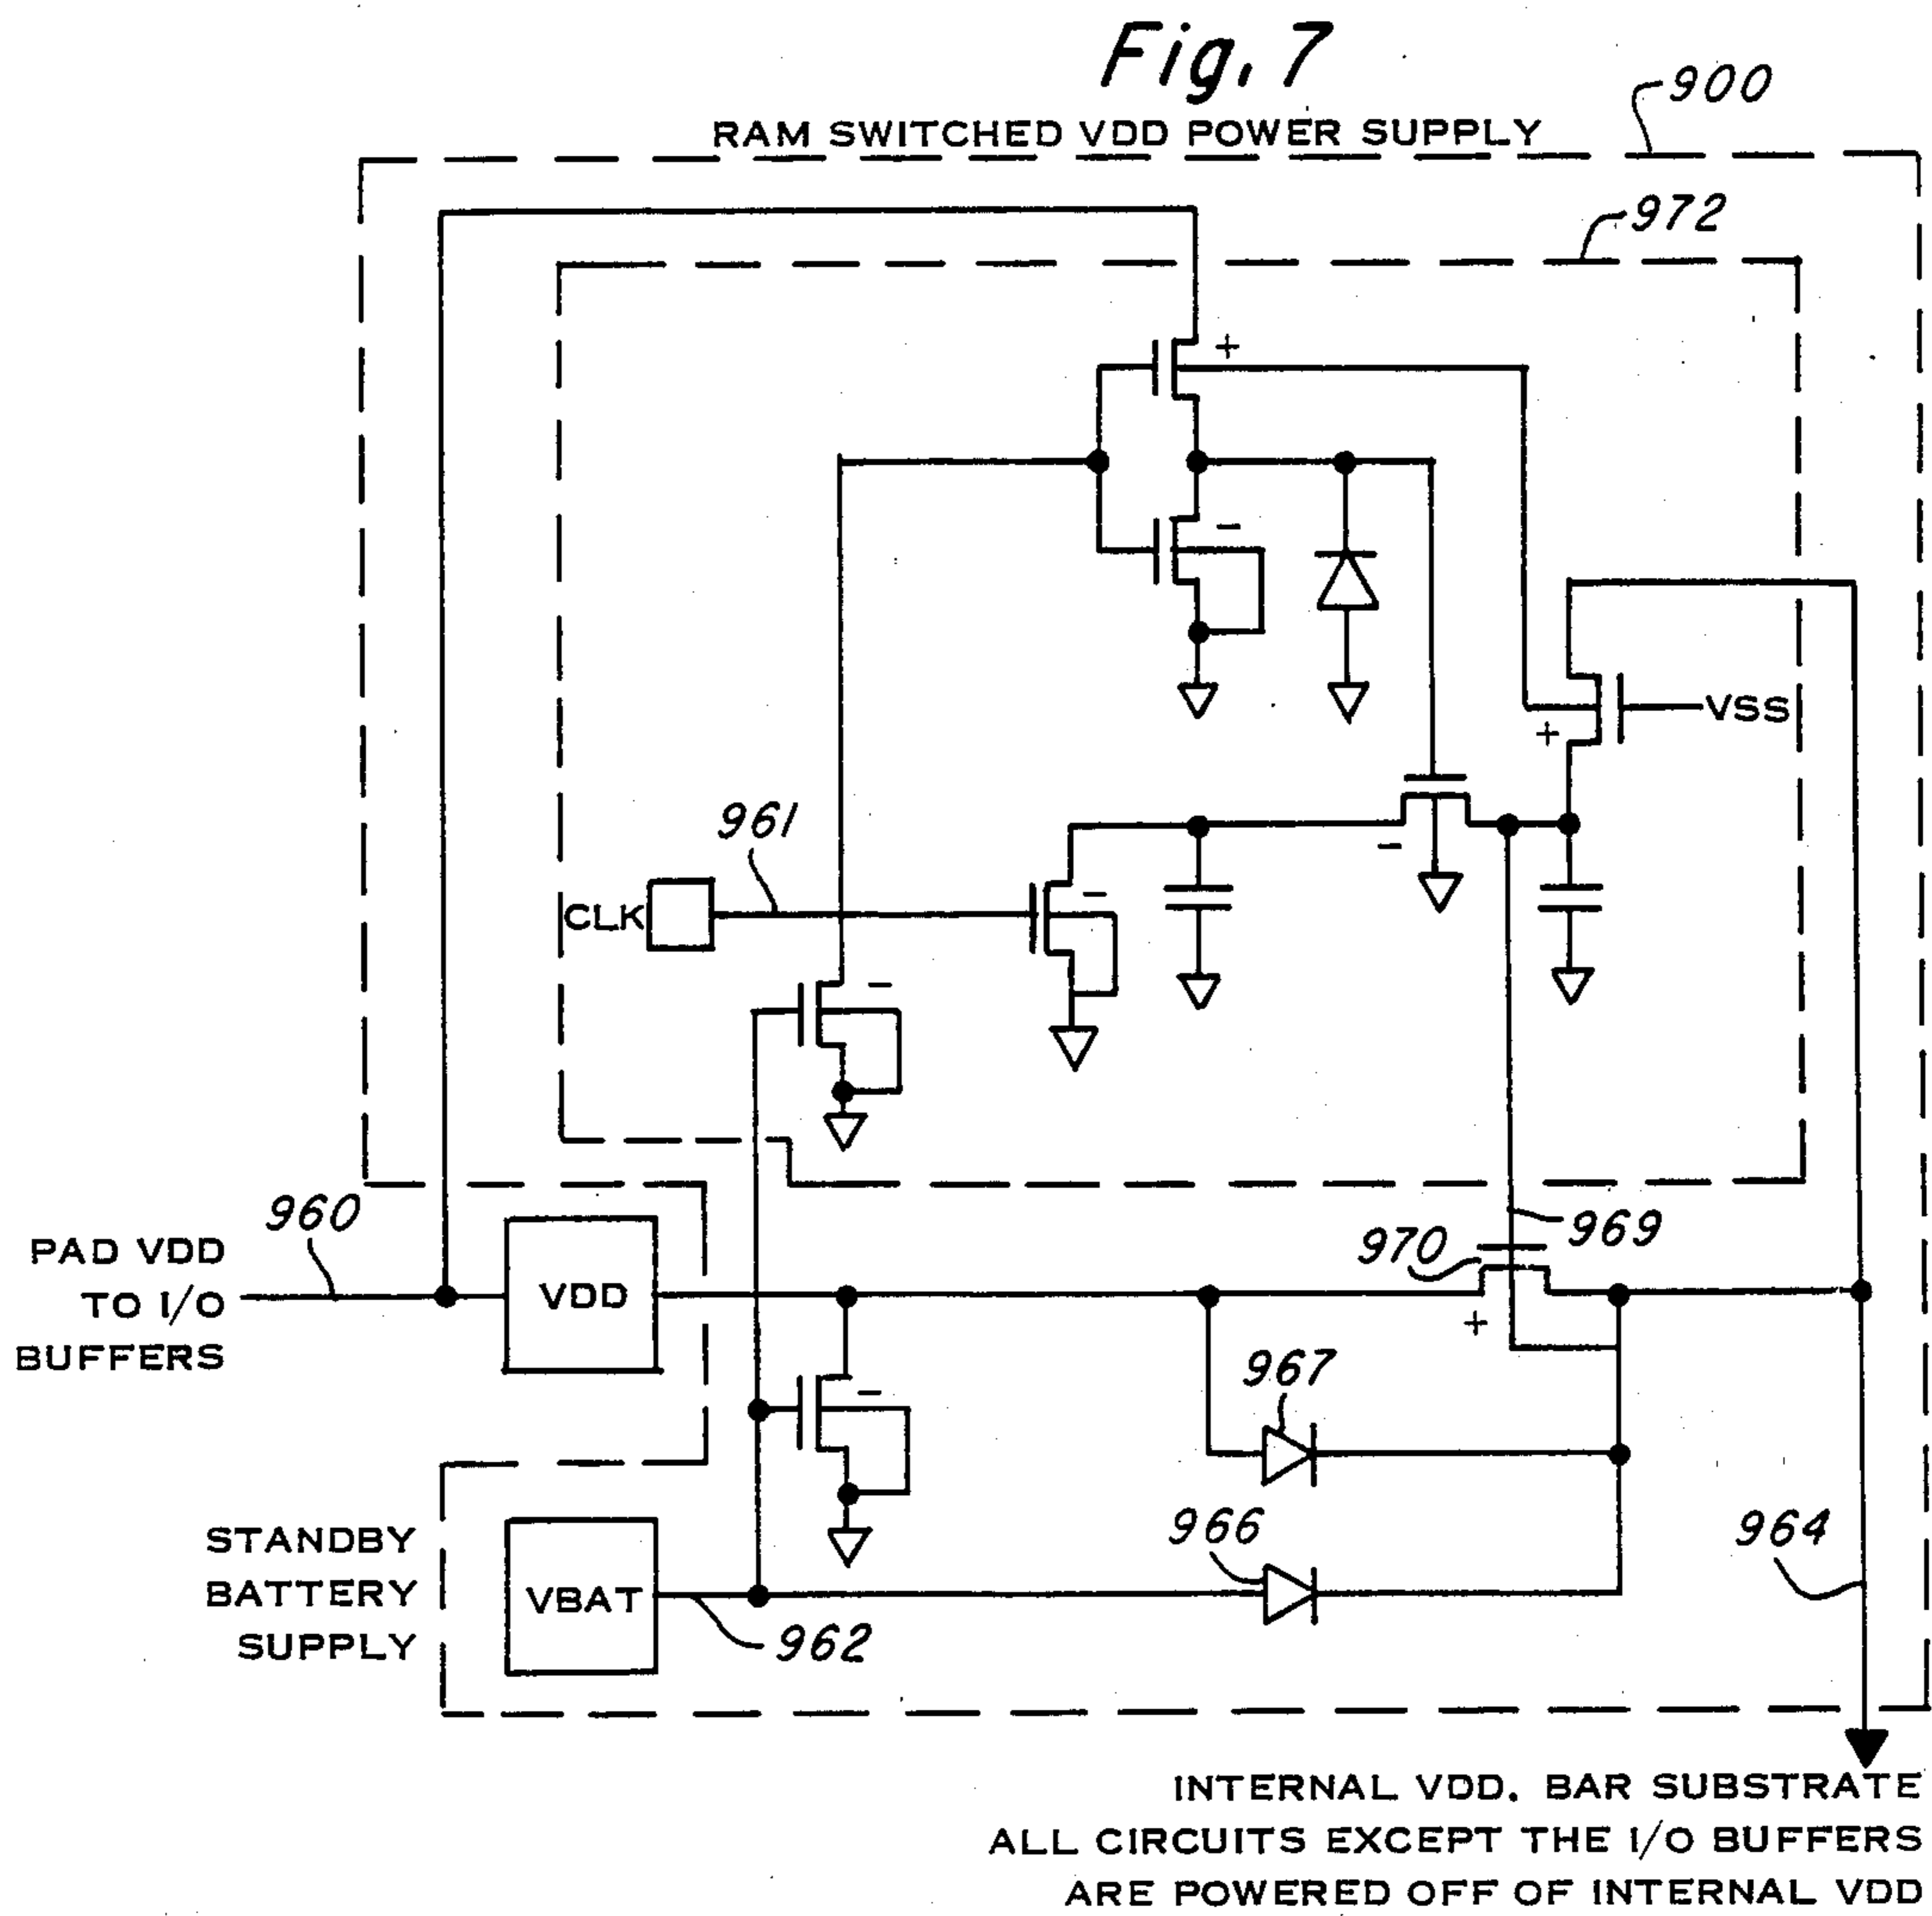 Fig. 7
900
RAM SWITCHED VDD POWER SUPPLY
972
+
-
VSS
+
961
-
-
CLK
-
960
969
970
PAD VDD
TO I/O
BUFFERS
VDD
+
967
-
966
964
STANDBY
BATTERY
SUPPLY
VBAT
962
INTERNAL VDD. BAR SUBSTRATE
ALL CIRCUITS EXCEPT THE I/O BUFFERS
ARE POWERED OFF OF INTERNAL VDD